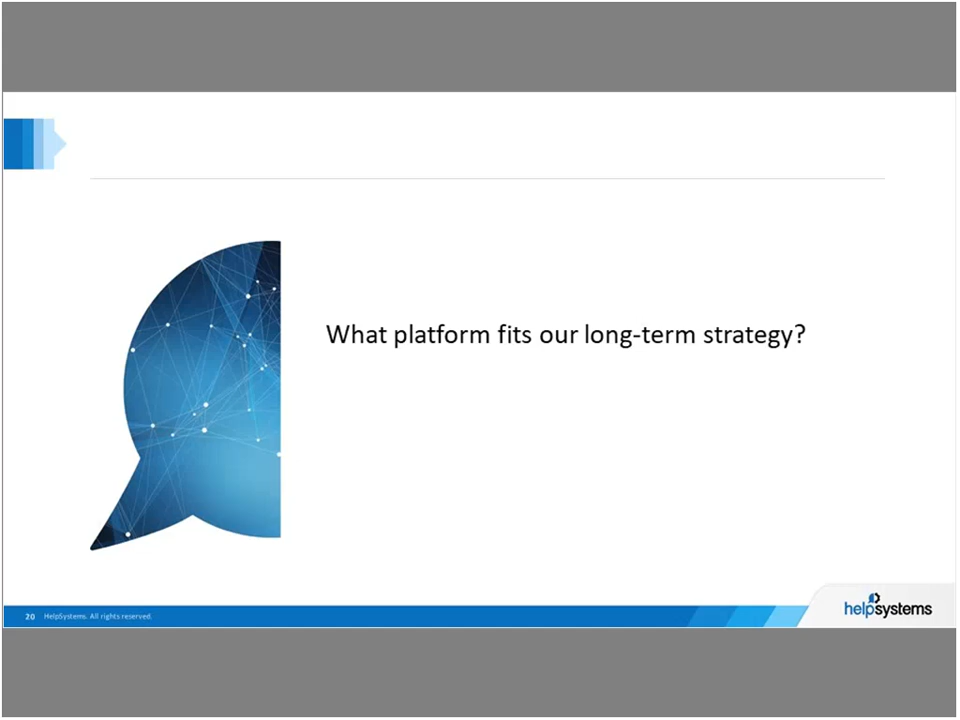 What platform fits our long-term strategy?
20 HelpSystems. All rights reserved.
helpsystems